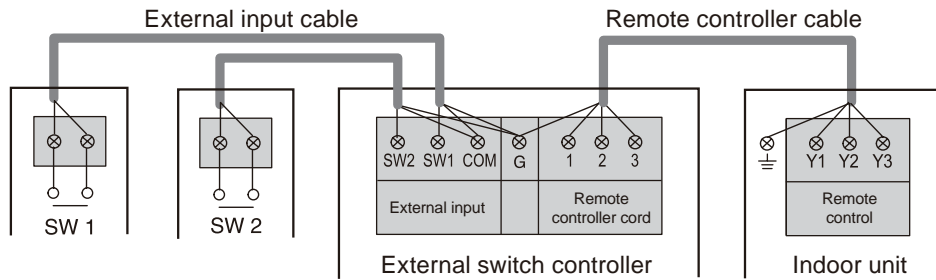 External input cable
Remote controller cable
SW2 SW1 COM G 1 2 3
Y1 Y2 Y3
External input
Remote
controller cord
Remote
control
SW 1
SW 2
External switch controller
Indoor unit